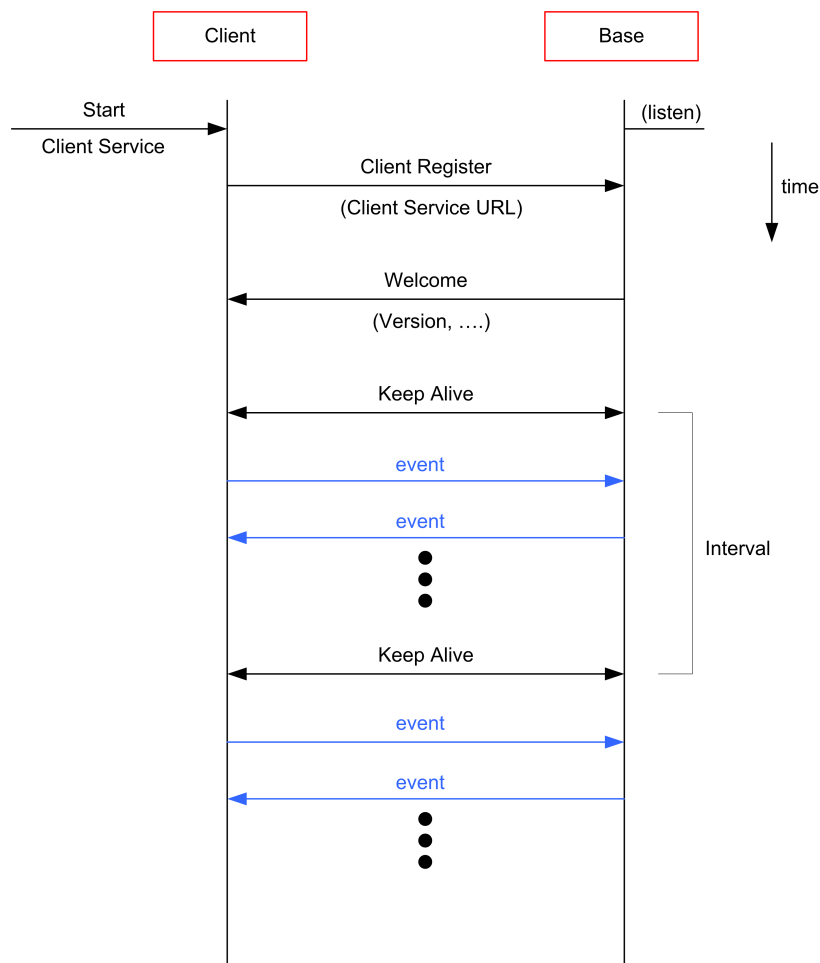 Client
Base
Start
(listen)
Client Service
Client Register
time
(Client Service URL)
Welcome
(Version, ....)
Keep Alive
event
event
Interval
Keep Alive
event
event